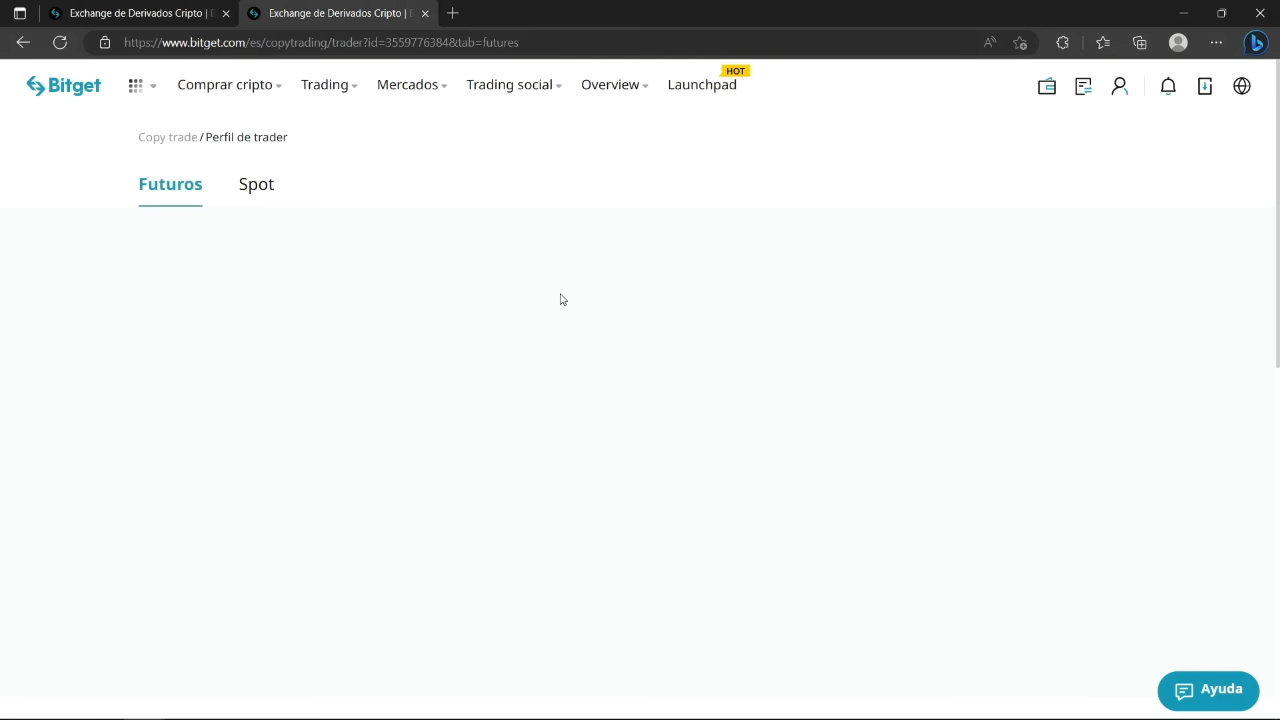 Exchange de Derivados Cripto |
Exchange de Derivados Cripto |
https://www.bitget.com/es/copytrading/trader?id=3559776384&tab=futures
Bitget
Comprar cripto
Trading
Mercados
Trading social
Overview
Launchpad
HOT
Copy trade / Perfil de trader
Futuros
Spot
Ayuda